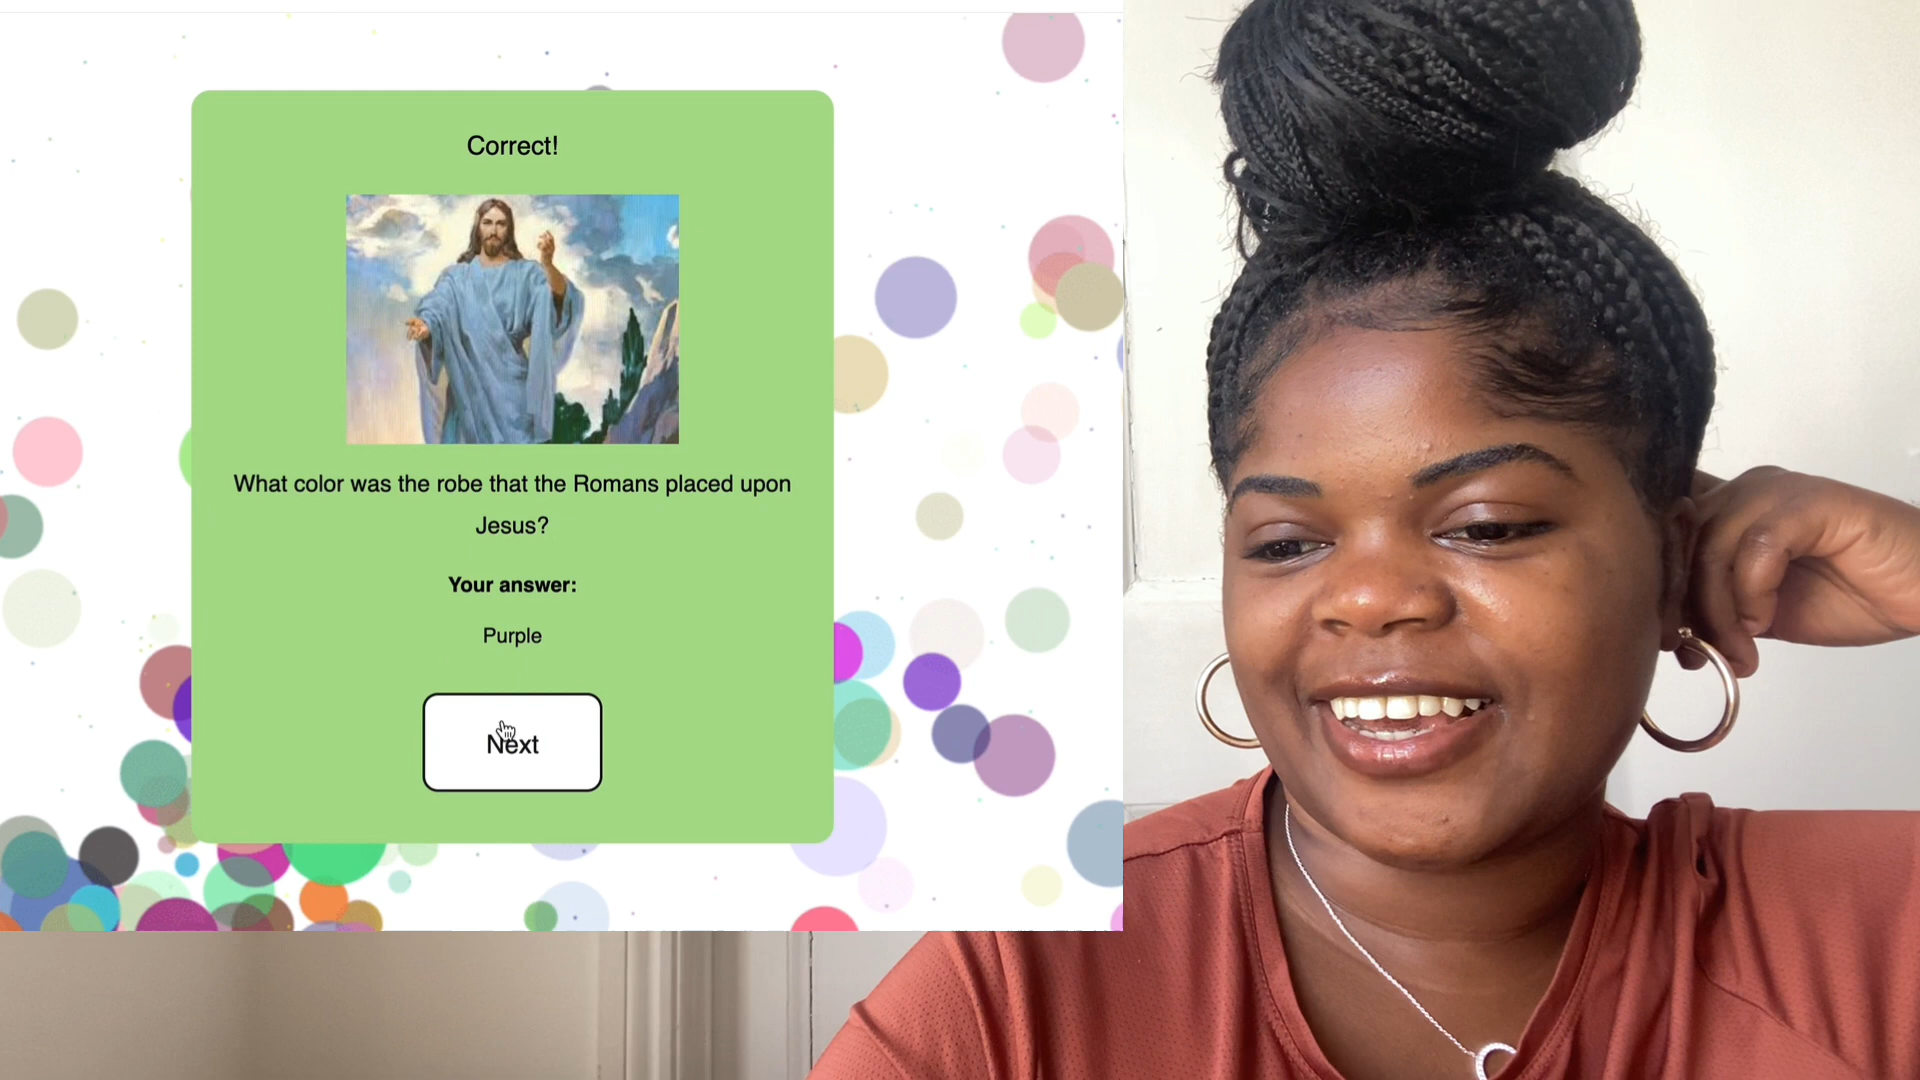 Correct!
What color was the robe that the Romans placed upon
Jesus?
Your answer:
Purple
Next